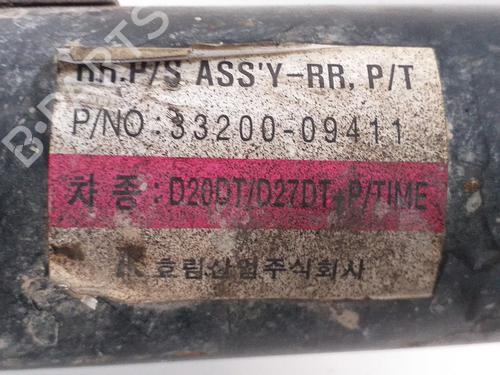 RR.P/S ASS'Y-RR, P/T
P/NO : 33200-09411
차 종 : D20DT/D27DT P/TIME
호림산업주식회사